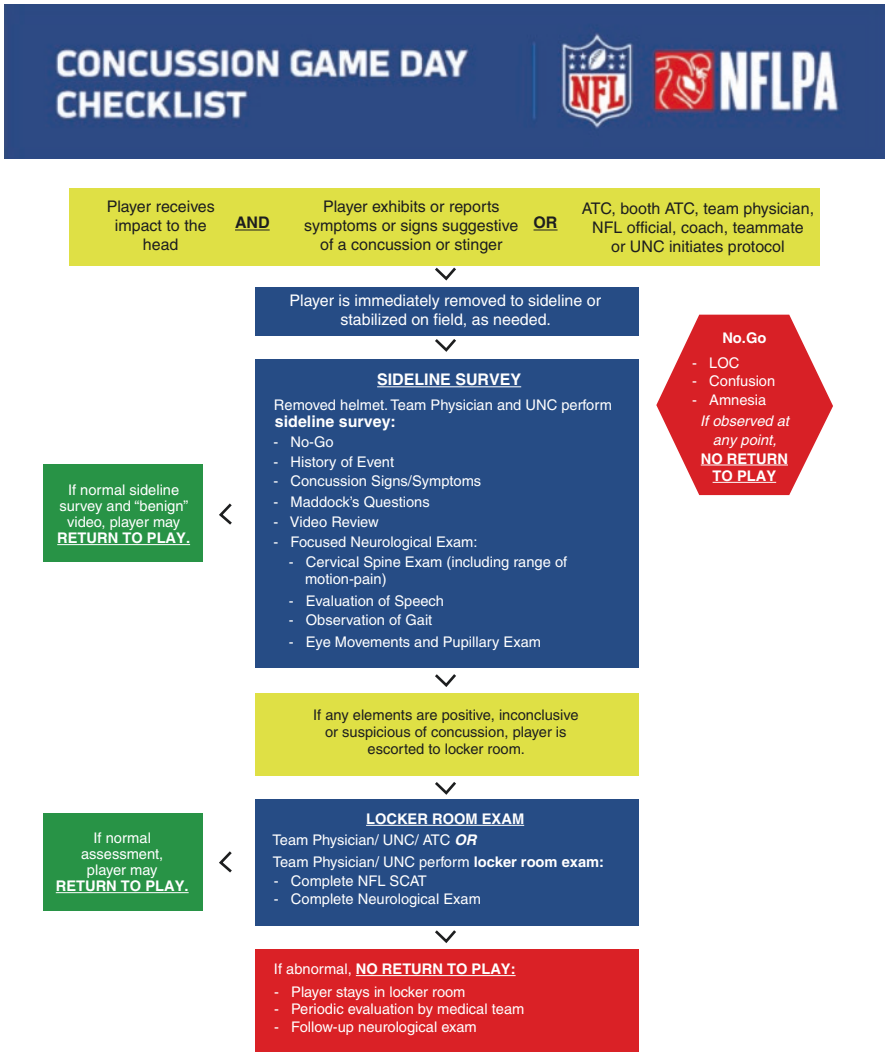 CONCUSSION GAME DAY
CHECKLIST
NFL
NFLPA
Player receives
impact to the
head
AND
Player exhibits or reports
symptoms or signs suggestive
of a concussion or stinger
OR
ATC, booth ATC, team physician,
NFL official, coach, teammate
or UNC initiates protocol
Player is immediately removed to sideline or
stabilized on field, as needed.
No.Go
- LOC
- Confusion
- Amnesia
If observed at
any point,
NO RETURN
TO PLAY
SIDELINE SURVEY
Removed helmet. Team Physician and UNC perform
sideline survey:
- No-Go
- History of Event
- Concussion Signs/Symptoms
- Maddock's Questions
- Video Review
- Focused Neurological Exam:
- Cervical Spine Exam (including range of
motion-pain)
- Evaluation of Speech
- Observation of Gait
- Eye Movements and Pupillary Exam
If normal sideline
survey and “benign”
video, player may
RETURN TO PLAY.
If any elements are positive, inconclusive
or suspicious of concussion, player is
escorted to locker room.
LOCKER ROOM EXAM
Team Physician/ UNC/ ATC OR
Team Physician/ UNC perform locker room exam:
- Complete NFL SCAT
- Complete Neurological Exam
If normal
assessment,
player may
RETURN TO PLAY.
If abnormal, NO RETURN TO PLAY:
- Player stays in locker room
- Periodic evaluation by medical team
- Follow-up neurological exam